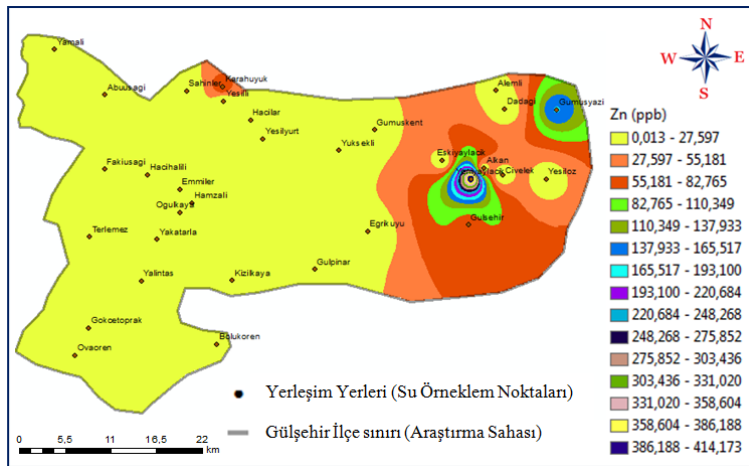 Yamali
Abuusagi
Sahinler
Karahuyuk
Yesilli
Hacilar
Yesilyurt
Gumuskent
Yuksekli
Alemli
Dadagi
Gumusyazi
Eskiyaylacik
Alkan
Yeniyaylacik
Civelek
Yesiloz
Fakiusagi
Hacihalili
Emmiler
Hamzali
Ogulkaya
Terlemez
Yakatarla
Egrikuyu
Gulsehir
Yalintas
Kizilkaya
Gulpinar
Gokcetoprak
Ovaoren
Bolukoren
N
W
E
S
Zn (ppb)
0,013 - 27,597
27,597 - 55,181
55,181 - 82,765
82,765 - 110,349
110,349 - 137,933
137,933 - 165,517
165,517 - 193,100
193,100 - 220,684
220,684 - 248,268
248,268 - 275,852
275,852 - 303,436
303,436 - 331,020
331,020 - 358,604
358,604 - 386,188
386,188 - 414,173
Yerleşim Yerleri (Su Örneklem Noktaları)
Gülşehir İlçe sınırı (Araştırma Sahası)
0 5,5 11 16,5 22
km